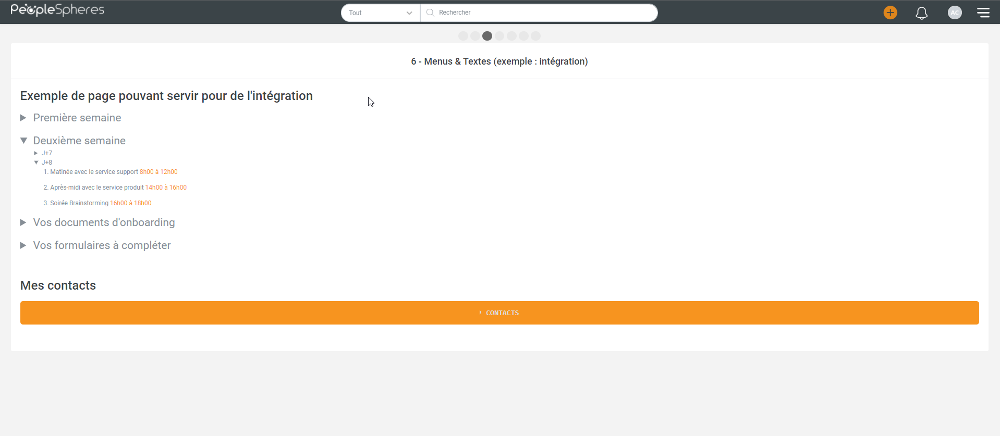 PeopleSpheres
Tout
Rechercher
AC
6 - Menus & Textes (exemple : intégration)
Exemple de page pouvant servir pour de l'intégration
Première semaine
Deuxième semaine
J+7
J+8
1. Matinée avec le service support 8h00 à 12h00
2. Après-midi avec le service produit 14h00 à 16h00
3. Soirée Brainstorming 16h00 à 18h00
Vos documents d'onboarding
Vos formulaires à compléter
Mes contacts
CONTACTS